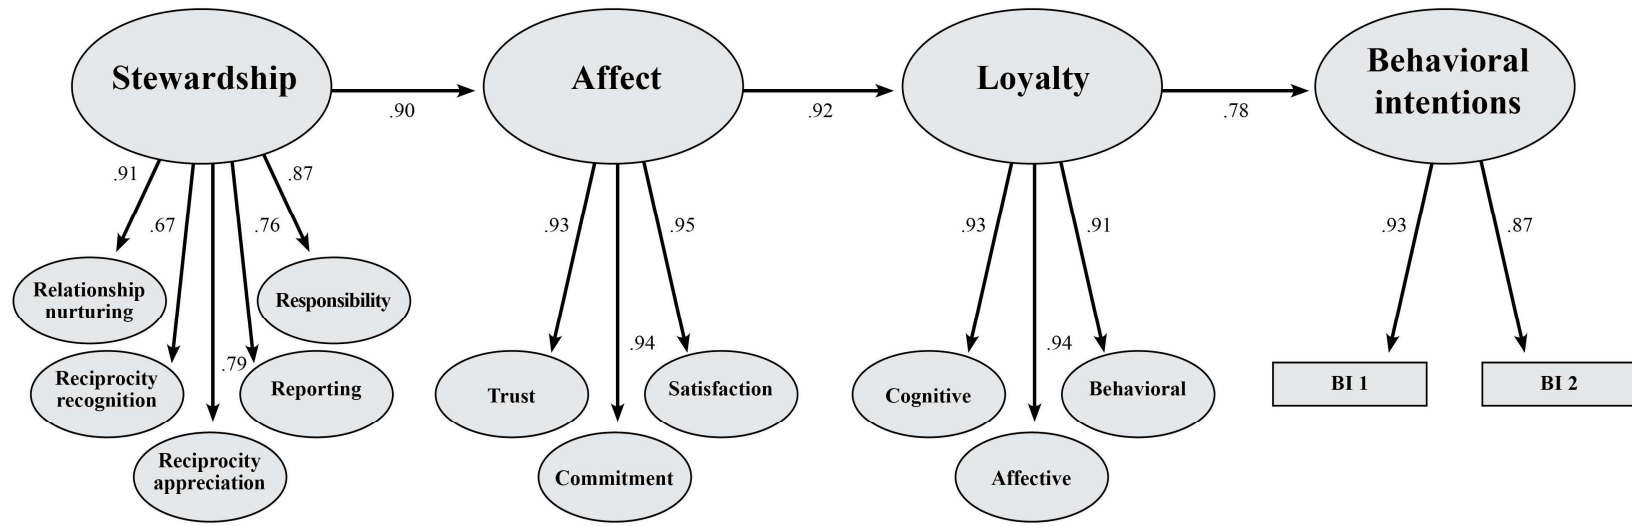 Stewardship
.90
Affect
.92
Loyalty
.78
Behavioral
intentions
.91
.67
.79
.76
.87
Relationship
nurturing
Reciprocity
recognition
Reciprocity
appreciation
Reporting
Responsibility
.93
.94
.95
Trust
Commitment
Satisfaction
.93
.94
.91
Cognitive
Affective
Behavioral
.93
.87
BI 1
BI 2